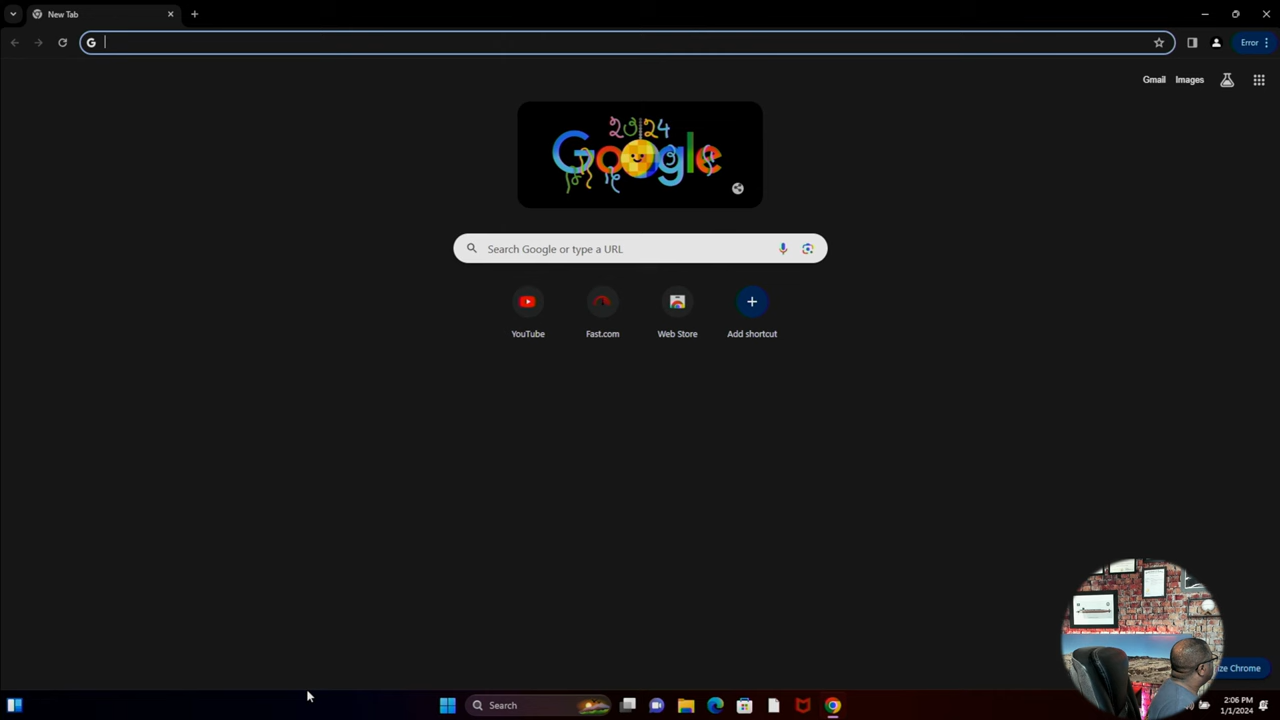 New Tab
Error
Gmail Images
2024
Google
Search Google or type a URL
YouTube Fast.com Web Store Add shortcut
ze Chrome
Search
2:06 PM
1/1/2024